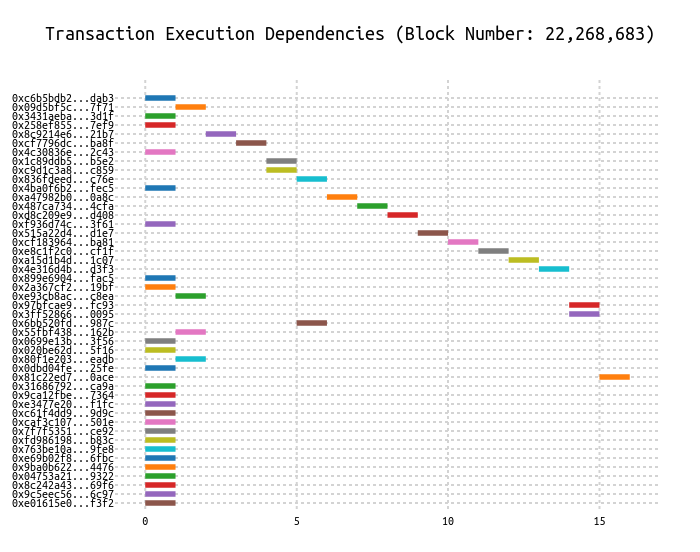 Transaction Execution Dependencies (Block Number: 22,268,683)
0xc6b5bdb2...dab3
0x09d5bf5c...7f71
0x3431aeba...3d1f
0x258ef855...7ef9
0x8c9214e6...21b7
0xcf7796dc...ba8f
0x4c30836e...2c43
0x1c89ddb5...b5e2
0xc9d1c3a8...c859
0x836fdeed...c76e
0x4ba0f6b2...fec5
0xa47982b0...0a8c
0x487ca734...4cfa
0xd8c209e9...d408
0xf936d74c...3f61
0x515a22d4...d1e7
0xcf183964...ba81
0xe8c1f2c0...cf1f
0xa15d1b4d...1c07
0x4e316d4b...d3f3
0x899e6904...fac5
0x2a367cf2...19bf
0xe93cb8ac...c8ea
0x97bfcae9...fc93
0x3ff52866...0095
0x6bb520fd...987c
0x55fbf438...162b
0x0699e13b...3f56
0x020be62d...5f16
0x80f1e203...eadb
0x0dbd04fe...25fe
0x81c22ed7...0ace
0x31686792...ca9a
0x9ca12fbe...7364
0xe3477e20...f1fc
0xc61f4dd9...9d9c
0xcaf3c107...501e
0x7f7f5351...ce92
0xfd986198...b83c
0x763be10a...9fe8
0xe69b02f8...6fbc
0x9ba0b622...4476
0x04753a21...9322
0x8c242a43...69f6
0x9c5eec56...6c97
0xe01615e0...f3f2
0 5 10 15